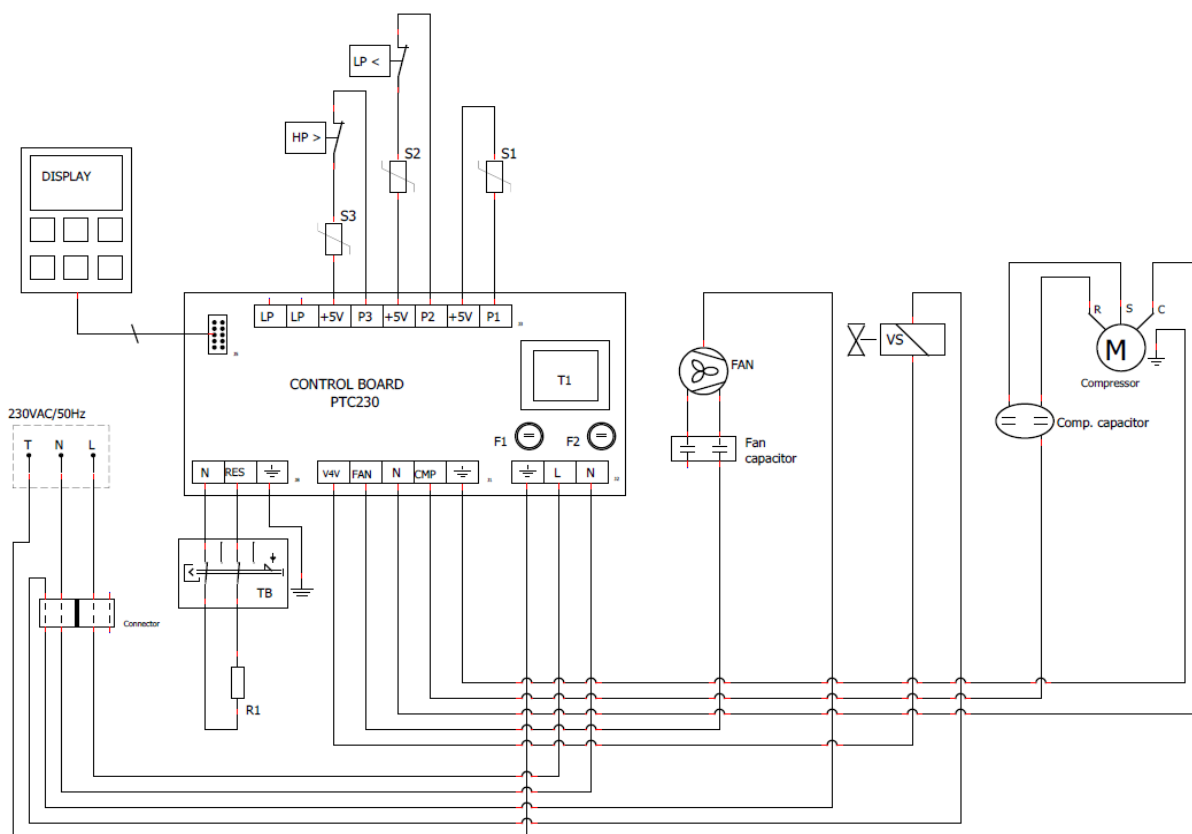 LP <
HP >
S2
S1
S3
DISPLAY
LP LP +5V P3 +5V P2 +5V P1
T1
CONTROL BOARD
PTC230
F1 F2
N RES
V4V FAN N CMP
L N
230VAC/50Hz
T N L
TB
Connector
R1
FAN
Fan
capacitor
VS
R S C
M
Compressor
Comp. capacitor